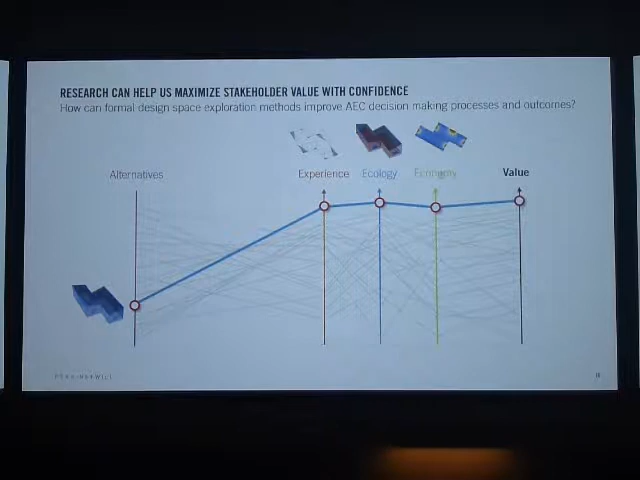 RESEARCH CAN HELP US MAXIMIZE STAKEHOLDER VALUE WITH CONFIDENCE
How can formal design space exploration methods improve AEC decision making processes and outcomes?
Alternatives
Experience
Ecology
Economy
Value